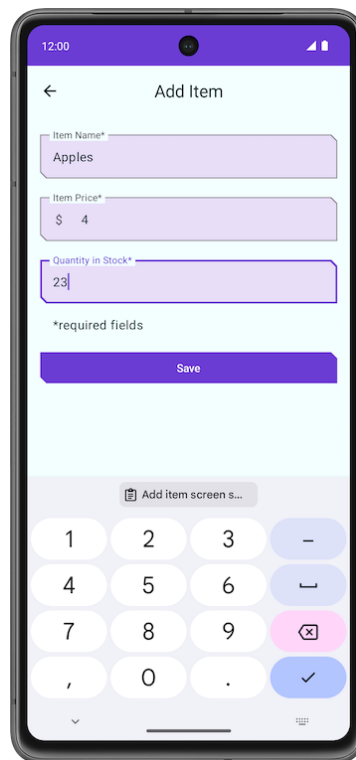 12:00
Add Item
Item Name*
Apples
Item Price*
$ 4
Quantity in Stock*
23
*required fields
Save
Add item screen s...
1 2 3 –
4 5 6
7 8 9
, 0 .